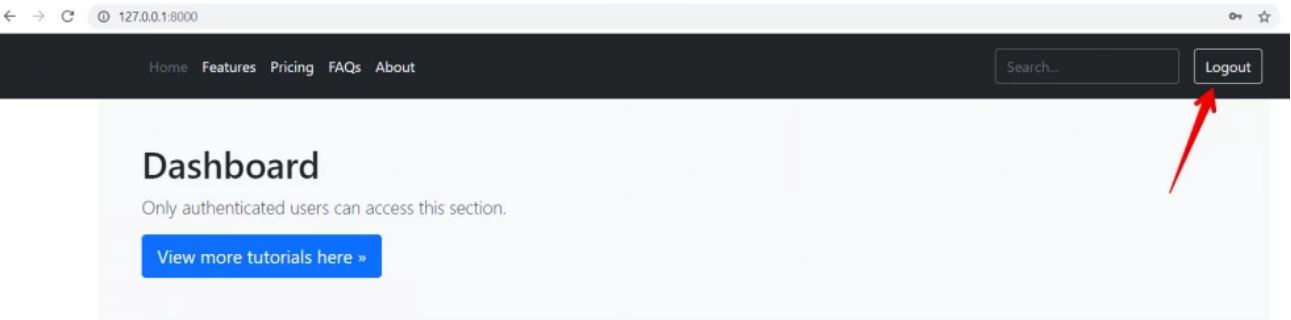 127.0.0.1:8000
Home Features Pricing FAQs About Search... Logout
Dashboard
Only authenticated users can access this section.
View more tutorials here »